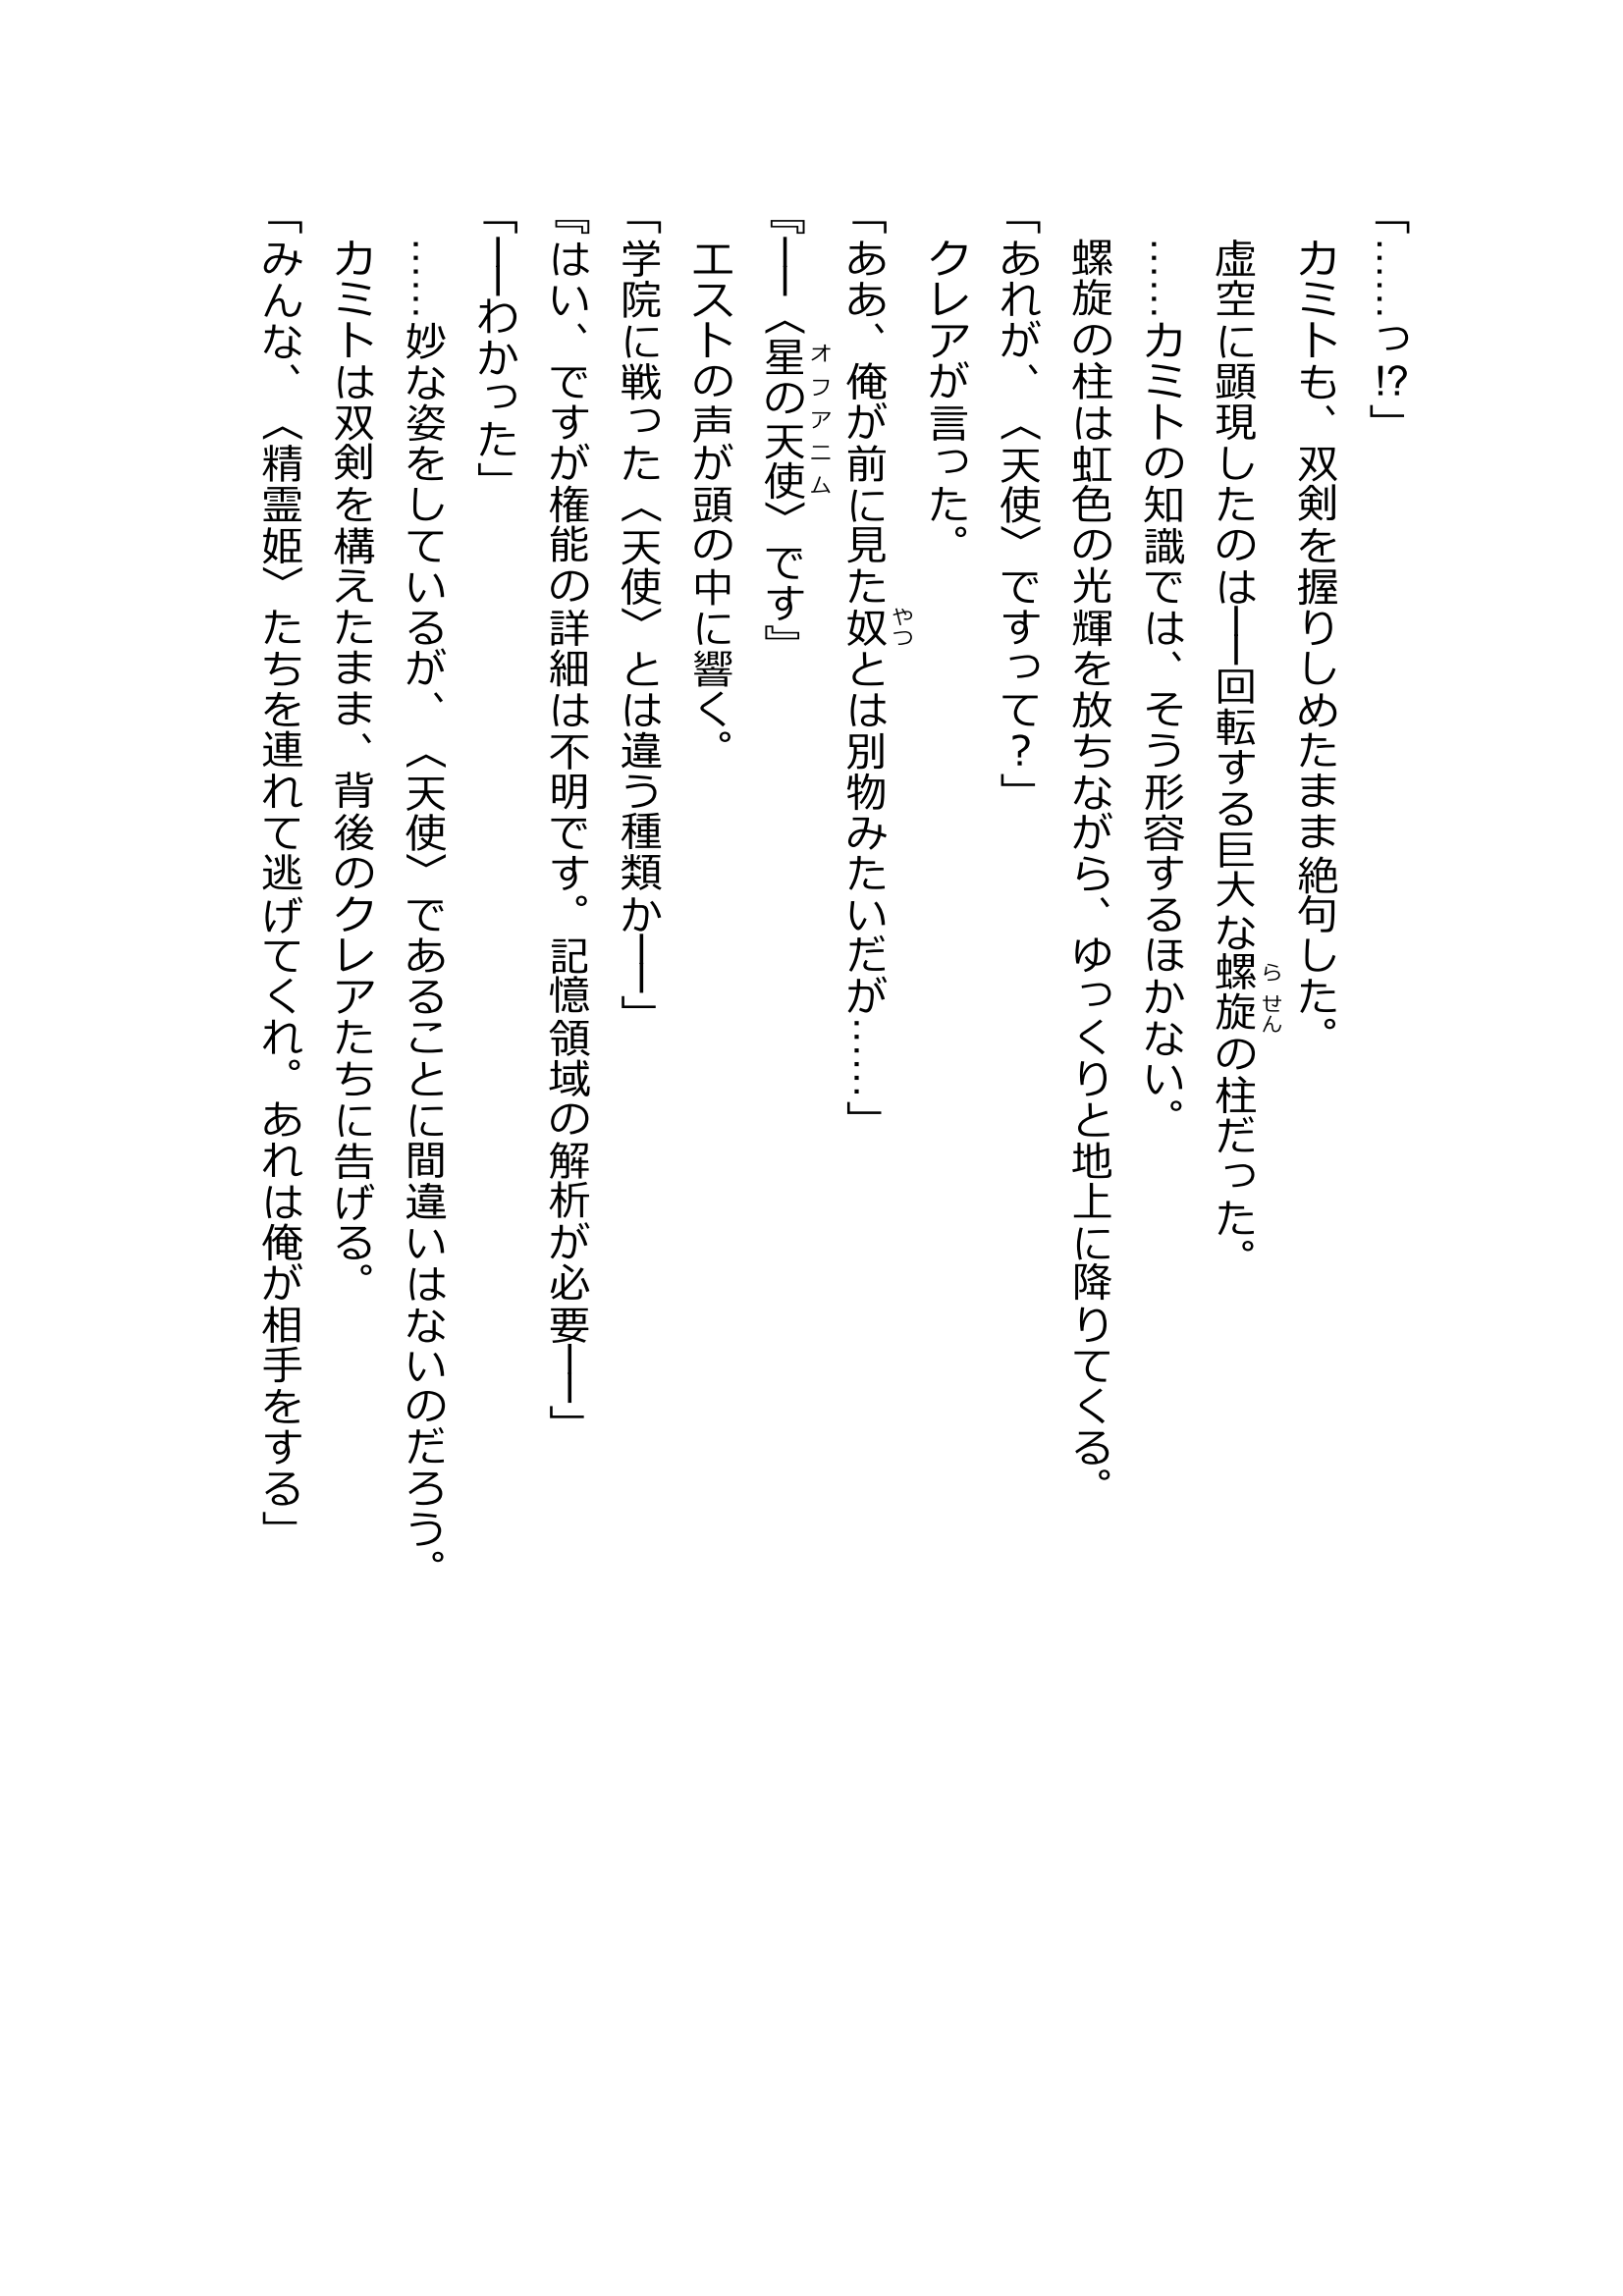 「……っ!?」
カミトも、双剣を握りしめたまま絶句した。
虚空に顕現したのは――回転する巨大な螺旋の柱だった。
……カミトの知識では、そう形容するほかない。
螺旋の柱は虹色の光輝を放ちながら、ゆっくりと地上に降りてくる。
「あれが、〈天使〉ですって?」
クレアが言った。
「ああ、俺が前に見た奴とは別物みたいだが……」
『――〈星の天使〉です』
エストの声が頭の中に響く。
「学院に戦った〈天使〉とは違う種類か――」
『はい、ですが権能の詳細は不明です。記憶領域の解析が必要――」
「――わかった」
……妙な姿をしているが、〈天使〉であることに間違いはないのだろう。
カミトは双剣を構えたまま、背後のクレアたちに告げる。
「みんな、〈精霊姫〉たちを連れて逃げてくれ。あれは俺が相手をする」